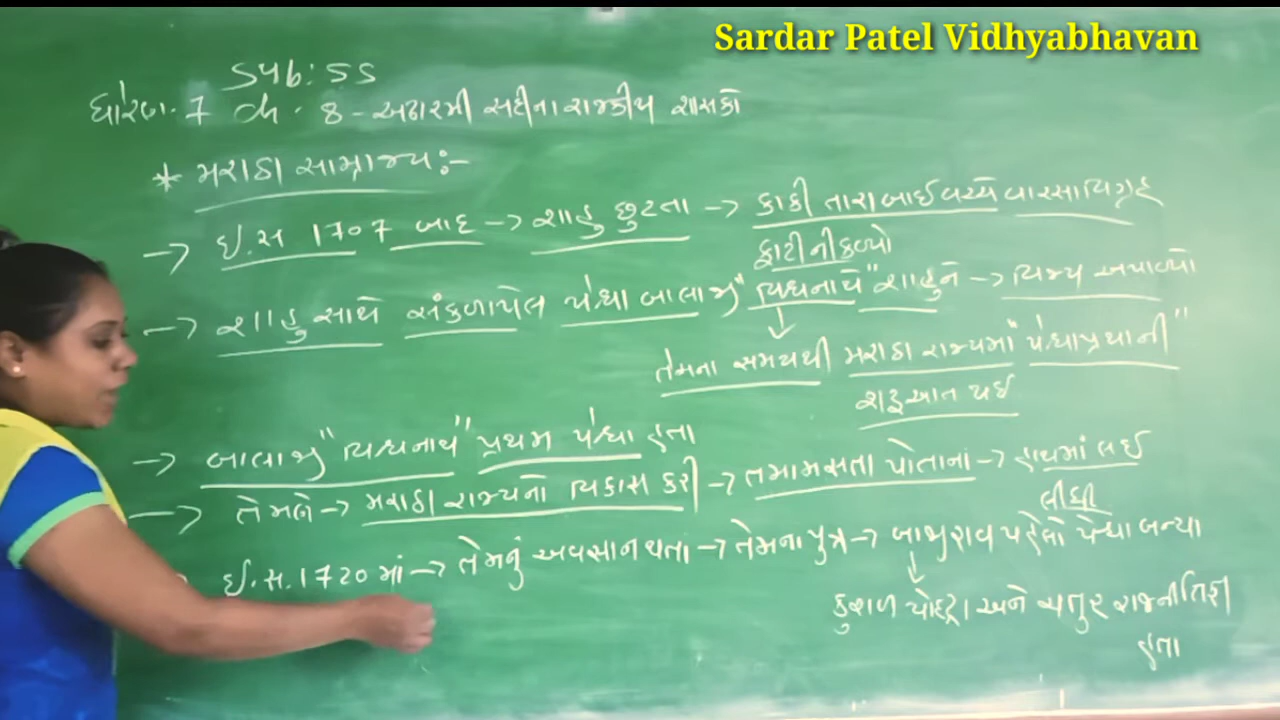 Sardar Patel Vidhyabhavan
Sub : SS
ધોરણ. 7 ch. 8 - અઢારમી સદીના રાજકીય શાસકો
* મરાઠા સામ્રાજ્ય :-
→ ઇ.સ 1707 બાદ → શાહુ છુટતા → કાકી તારાબાઈ વચ્ચે વારસાવિગ્રહ
ફાટી નીકળ્યો
→ શાહુ સાથે સંકળાયેલ પેશ્વા બાલાજી "વિશ્વનાથે" શાહુને → વિજય અપાવ્યો
↓
તેમના સમયથી મરાઠા રાજ્યમાં "પેશ્વાપ્રથાની"
શરૂઆત થઈ
→ બાલાજી "વિશ્વનાથ" પ્રથમ પેશ્વા હતા
→ તેમણે → મરાઠા રાજ્યનો વિકાસ કરી → તમામસત્તા પોતાનાં → હાથમાં લઈ
લીધી
ઈ.સ. 1720 માં → તેમનું અવસાન થતાં → તેમના પુત્ર → બાજીરાવ પહેલો પેશ્વા બન્યા
↓
કુશળ યોદ્ધા અને ચતુર રાજનીતિજ્ઞ
હતા